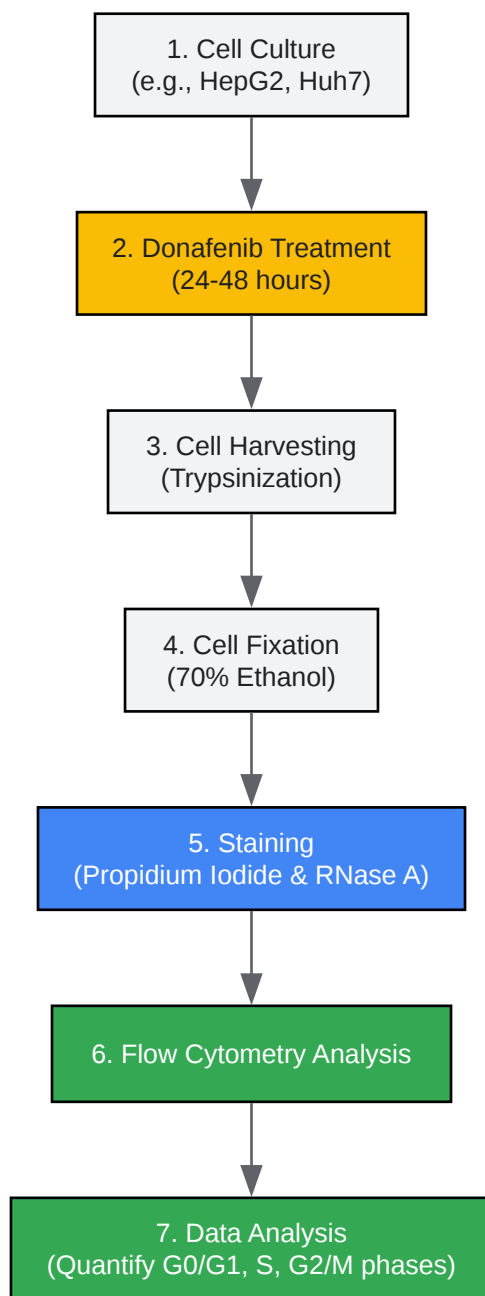 1. Cell Culture
(e.g., HepG2, Huh7)
2. Donafenib Treatment
(24-48 hours)
3. Cell Harvesting
(Trypsinization)
4. Cell Fixation
(70% Ethanol)
5. Staining
(Propidium Iodide & RNase A)
6. Flow Cytometry Analysis
7. Data Analysis
(Quantify G0/G1, S, G2/M phases)